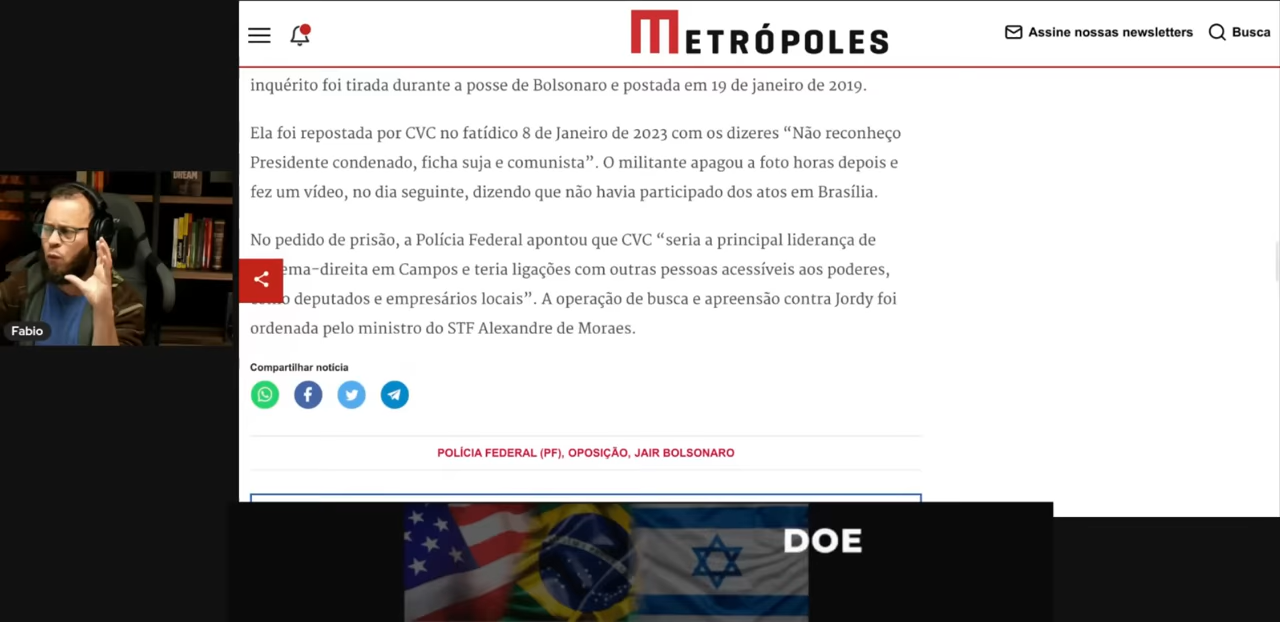 METRÓPOLES
Assine nossas newsletters
Busca
inquérito foi tirada durante a posse de Bolsonaro e postada em 19 de janeiro de 2019.
Ela foi repostada por CVC no fatídico 8 de Janeiro de 2023 com os dizeres “Não reconheço
Presidente condenado, ficha suja e comunista”. O militante apagou a foto horas depois e
fez um vídeo, no dia seguinte, dizendo que não havia participado dos atos em Brasília.
No pedido de prisão, a Polícia Federal apontou que CVC “seria a principal liderança de
ema-direita em Campos e teria ligações com outras pessoas acessíveis aos poderes,
deputados e empresários locais”. A operação de busca e apreensão contra Jordy foi
ordenada pelo ministro do STF Alexandre de Moraes.
Compartilhar notícia
POLÍCIA FEDERAL (PF), OPOSIÇÃO, JAIR BOLSONARO
DREAM
Fabio
DOE